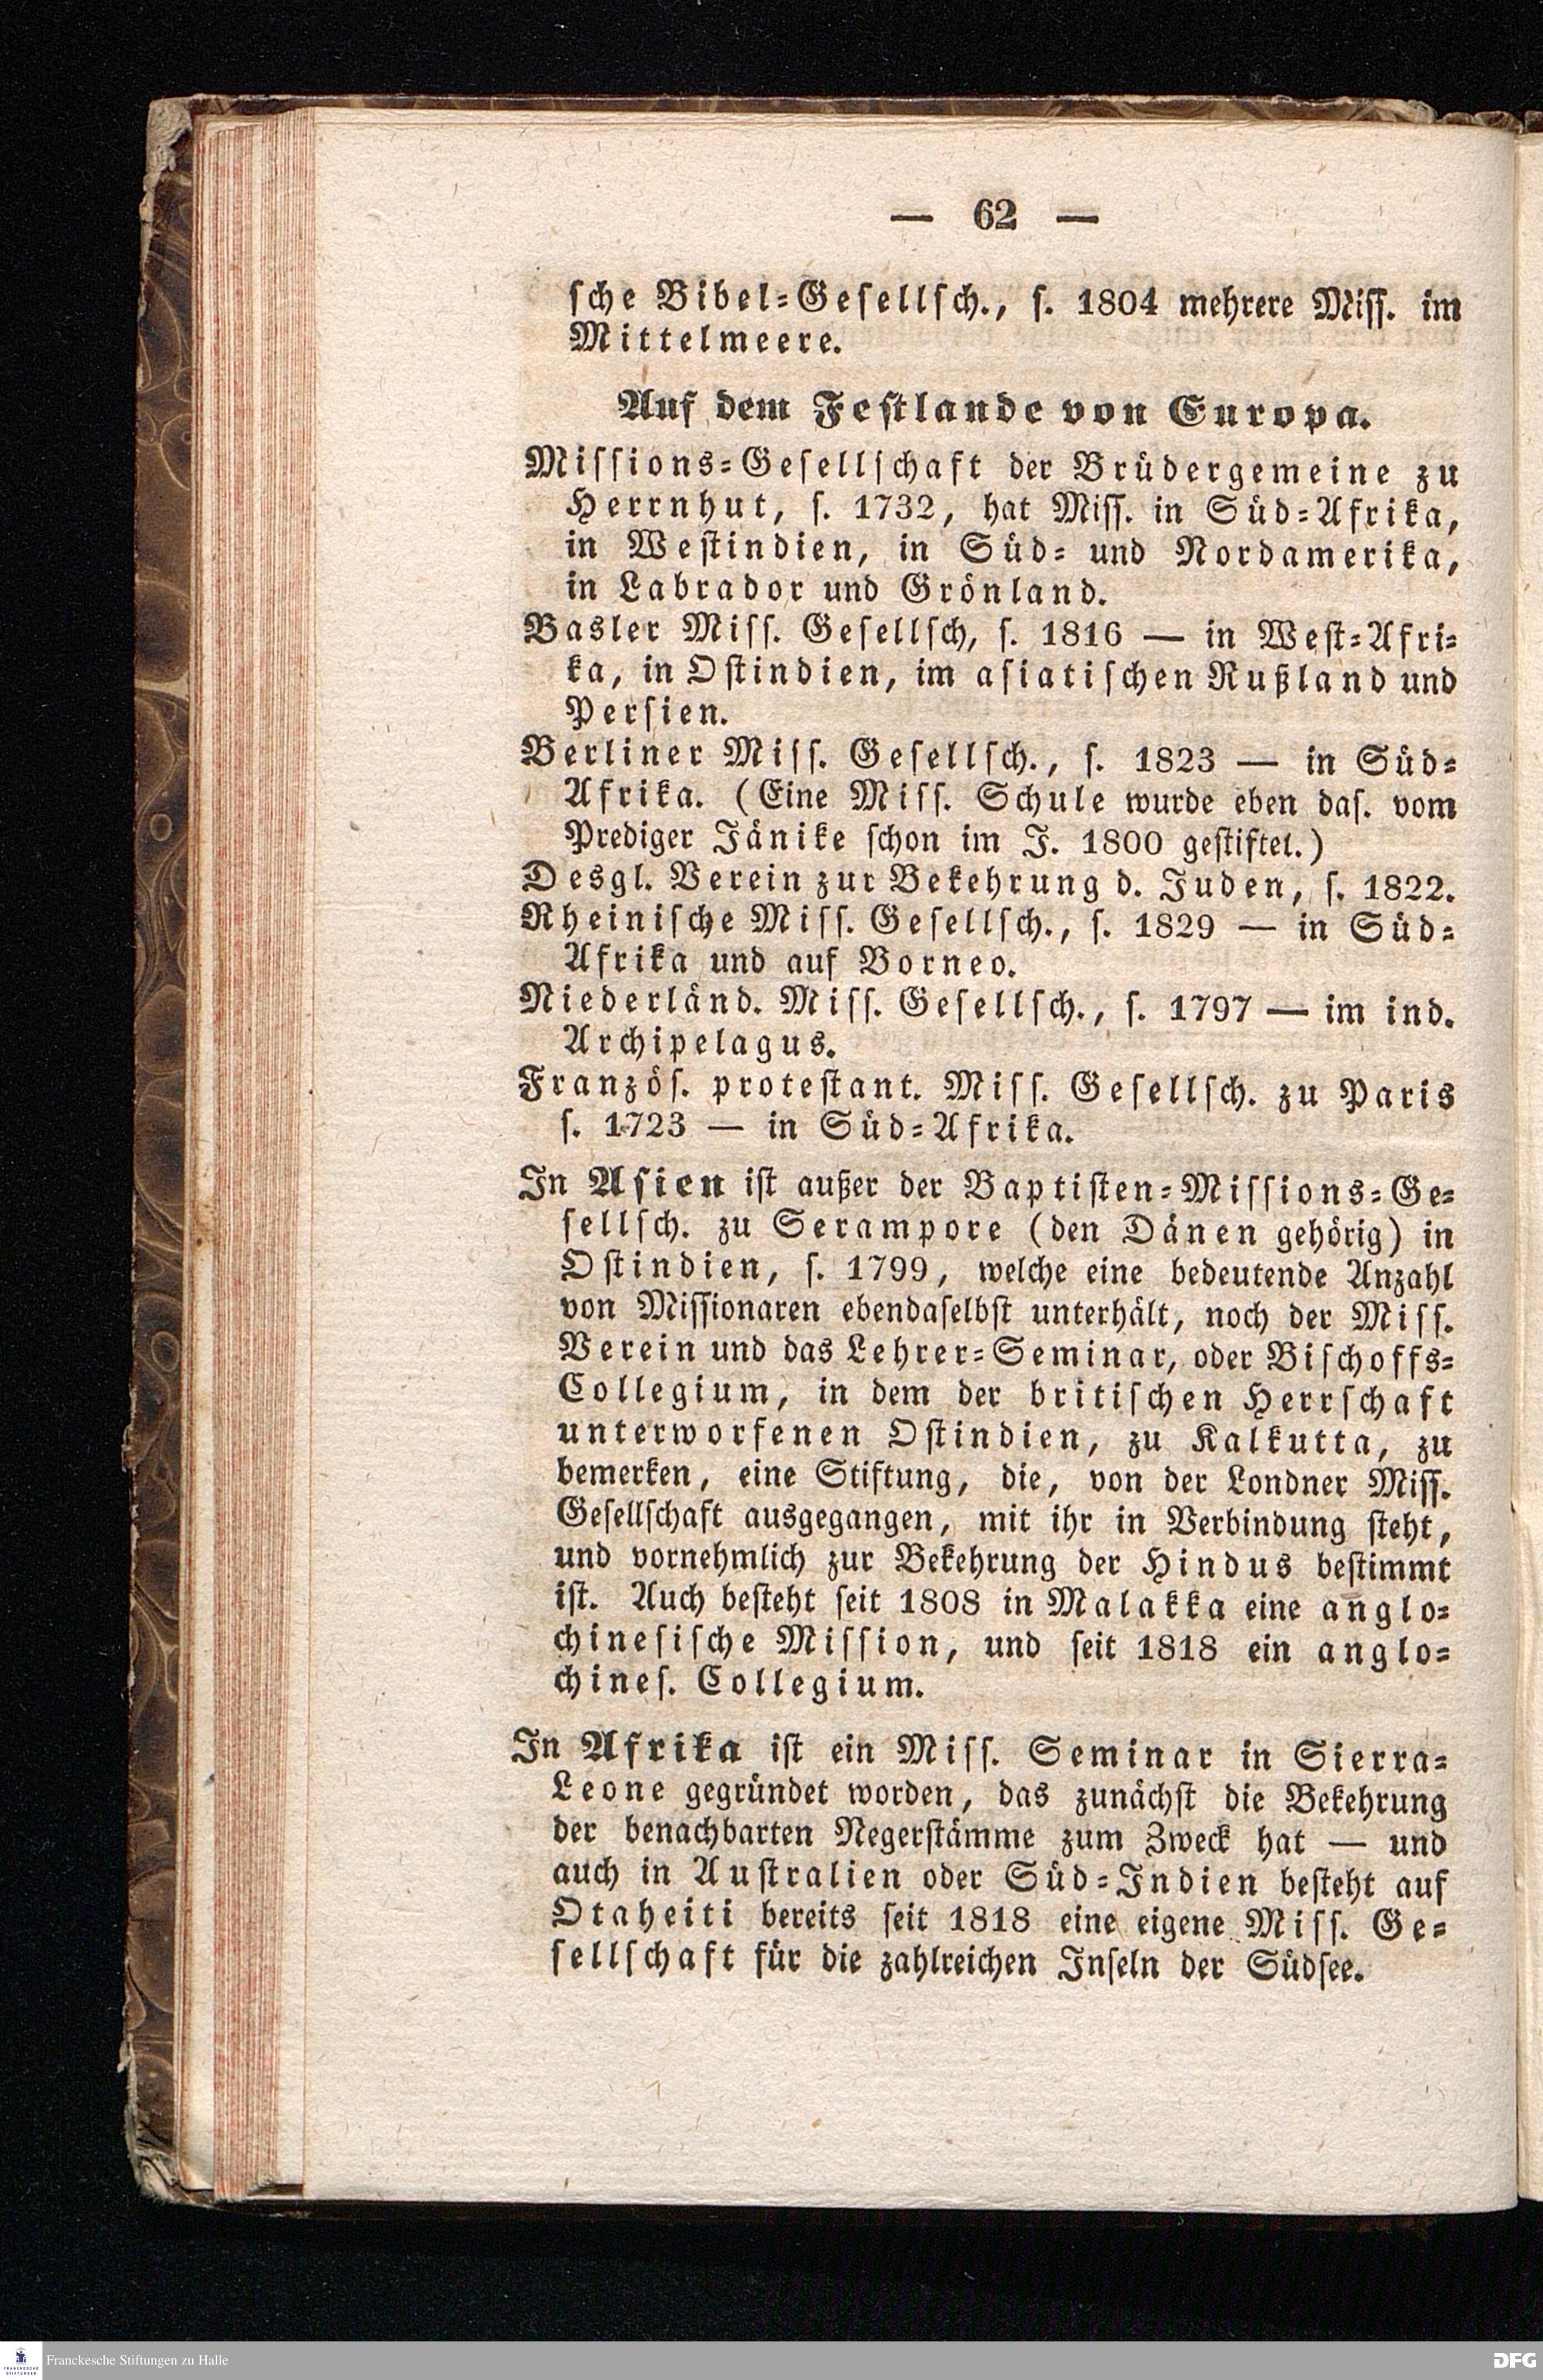 — 62 —
sche Bibel-Gesellsch., s. 1804 mehrere Miss. im
Mittelmeere.
Auf dem Festlande von Europa.
Missions-Gesellschaft der Brüdergemeine zu
Herrnhut, s. 1732, hat Miss. in Süd-Afrika,
in Westindien, in Süd- und Nordamerika,
in Labrador und Grönland.
Basler Miss. Gesellsch, s. 1816 — in West-Afri-
ka, in Ostindien, im asiatischen Rußland und
Persien.
Berliner Miss. Gesellsch., s. 1823 — in Süd-
Afrika. (Eine Miss. Schule wurde eben das. vom
Prediger Jänike schon im J. 1800 gestiftet.)
Desgl. Verein zur Bekehrung d. Juden, s. 1822.
Rheinische Miss. Gesellsch., s. 1829 — in Süd-
Afrika und auf Borneo.
Niederländ. Miss. Gesellsch., s. 1797 — im ind.
Archipelagus.
Französ. protestant. Miss. Gesellsch. zu Paris
s. 1723 — in Süd-Afrika.
In Asien ist außer der Baptisten-Missions-Ge-
sellsch. zu Serampore (den Dänen gehörig) in
Ostindien, s. 1799, welche eine bedeutende Anzahl
von Missionaren ebendaselbst unterhält, noch der Miss.
Verein und das Lehrer-Seminar, oder Bischoffs-
Collegium, in dem der britischen Herrschaft
unterworfenen Ostindien, zu Kalkutta, zu
bemerken, eine Stiftung, die, von der Londner Miss.
Gesellschaft ausgegangen, mit ihr in Verbindung steht,
und vornehmlich zur Bekehrung der Hindus bestimmt
ist. Auch besteht seit 1808 in Malakka eine anglo-
chinesische Mission, und seit 1818 ein anglo-
chines. Collegium.
In Afrika ist ein Miss. Seminar in Sierra-
Leone gegründet worden, das zunächst die Bekehrung
der benachbarten Negerstämme zum Zweck hat — und
auch in Australien oder Süd-Indien besteht auf
Otaheiti bereits seit 1818 eine eigene Miss. Ge-
sellschaft für die zahlreichen Inseln der Südsee.
FRANCKESCHE
STIFTUNGEN
Franckesche Stiftungen zu Halle
DFG